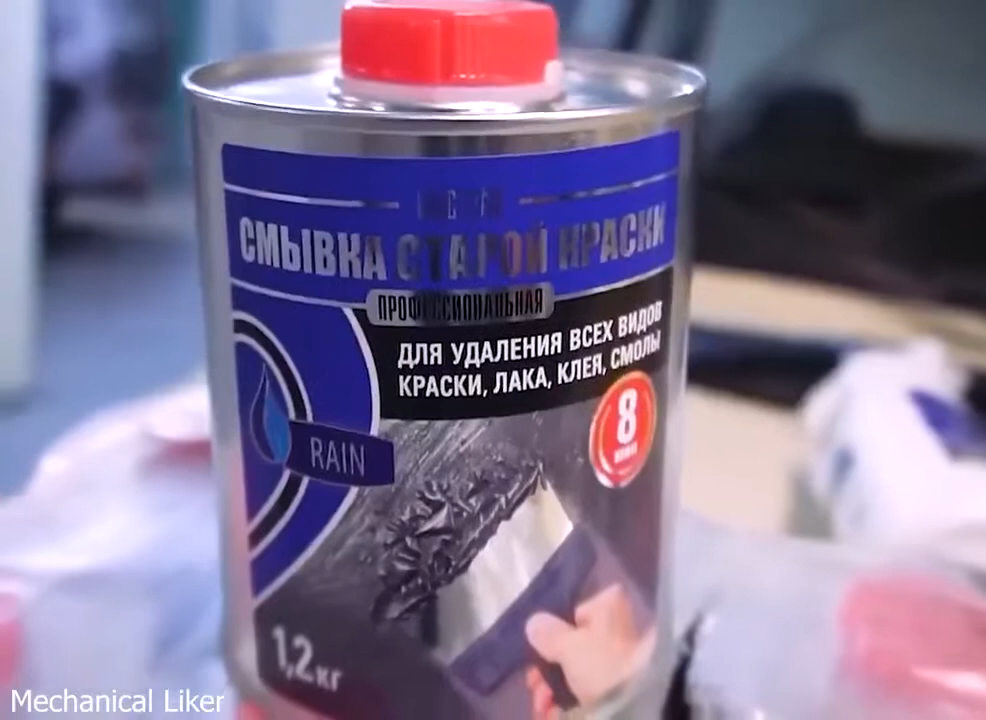 СМЫВКА СТАРОЙ КРАСКИ
ПРОФЕССИОНАЛЬНАЯ
ДЛЯ УДАЛЕНИЯ ВСЕХ ВИДОВ
КРАСКИ, ЛАКА, КЛЕЯ, СМОЛЫ
8
RAIN
1,2кг
Mechanical Liker